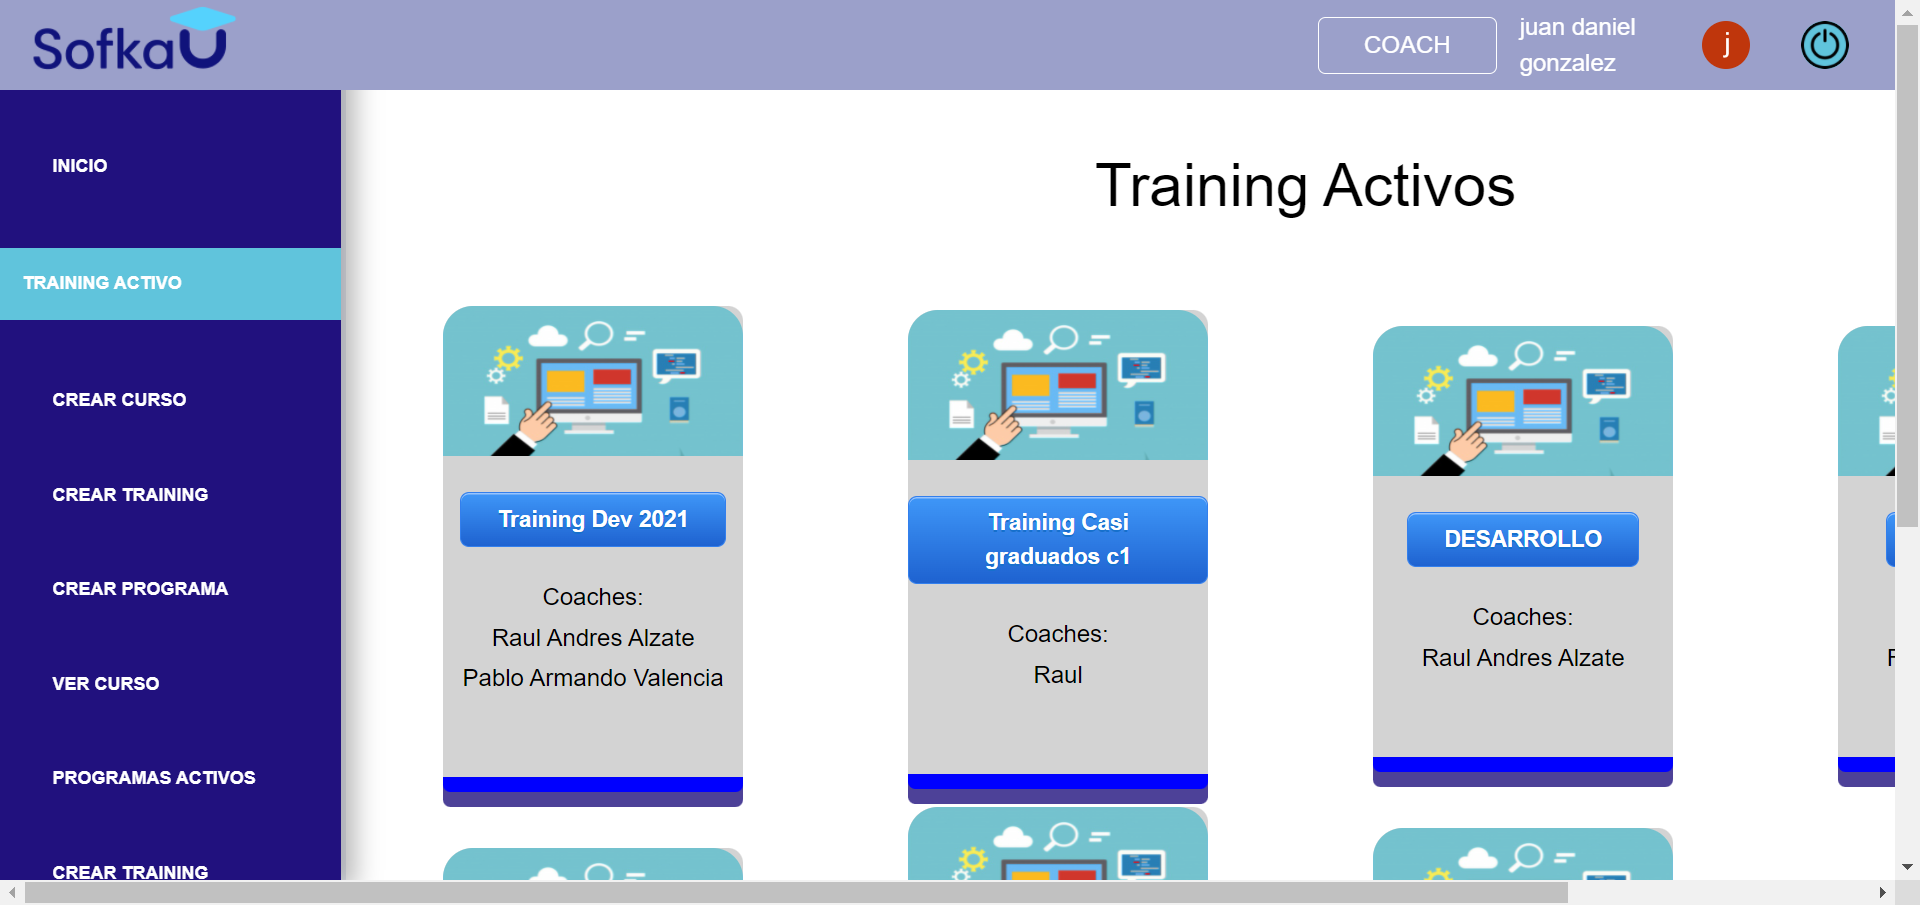 SofkaU
COACH
juan daniel
gonzalez
j
INICIO
TRAINING ACTIVO
CREAR CURSO
CREAR TRAINING
CREAR PROGRAMA
VER CURSO
PROGRAMAS ACTIVOS
CREAR TRAINING
Training Activos
Training Dev 2021
Coaches:
Raul Andres Alzate
Pablo Armando Valencia
Training Casi
graduados c1
Coaches:
Raul
DESARROLLO
Coaches:
Raul Andres Alzate